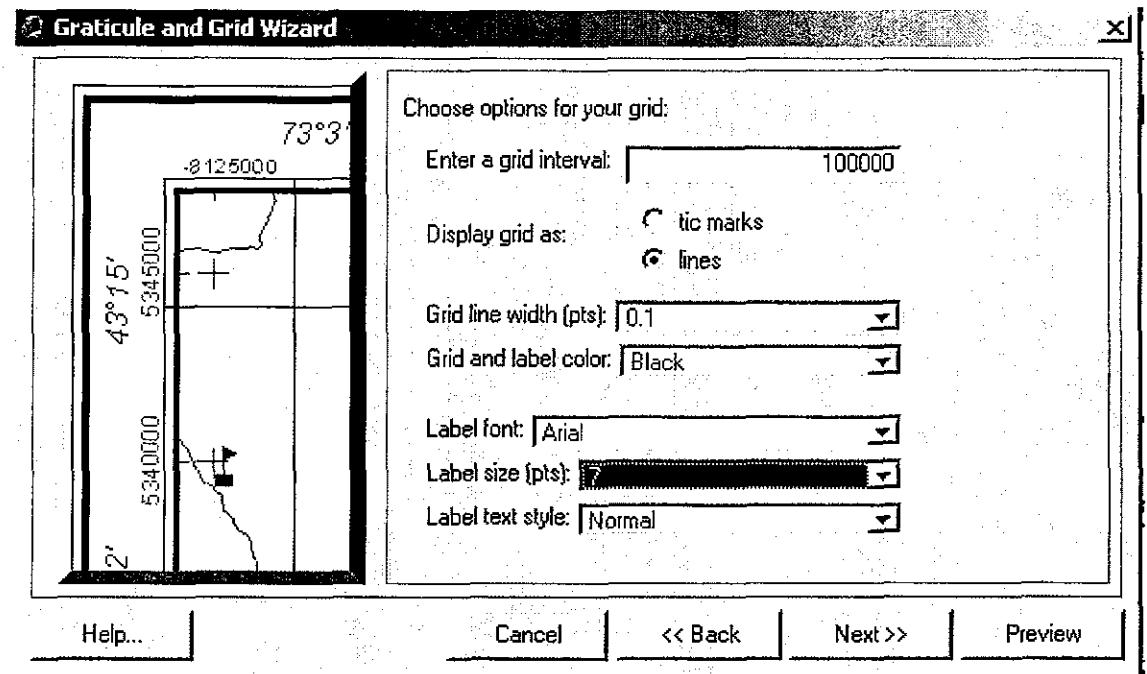 Graticule and Grid Wizard
73°3'
-8125000
43°15'
5345000
5340000
2'
Choose options for your grid:
Enter a grid interval: 100000
Display grid as:
tic marks
lines
Grid line width (pts): 0.1
Grid and label color: Black
Label font: Arial
Label size (pts): 7
Label text style: Normal
Help...
Cancel
<< Back
Next >>
Preview